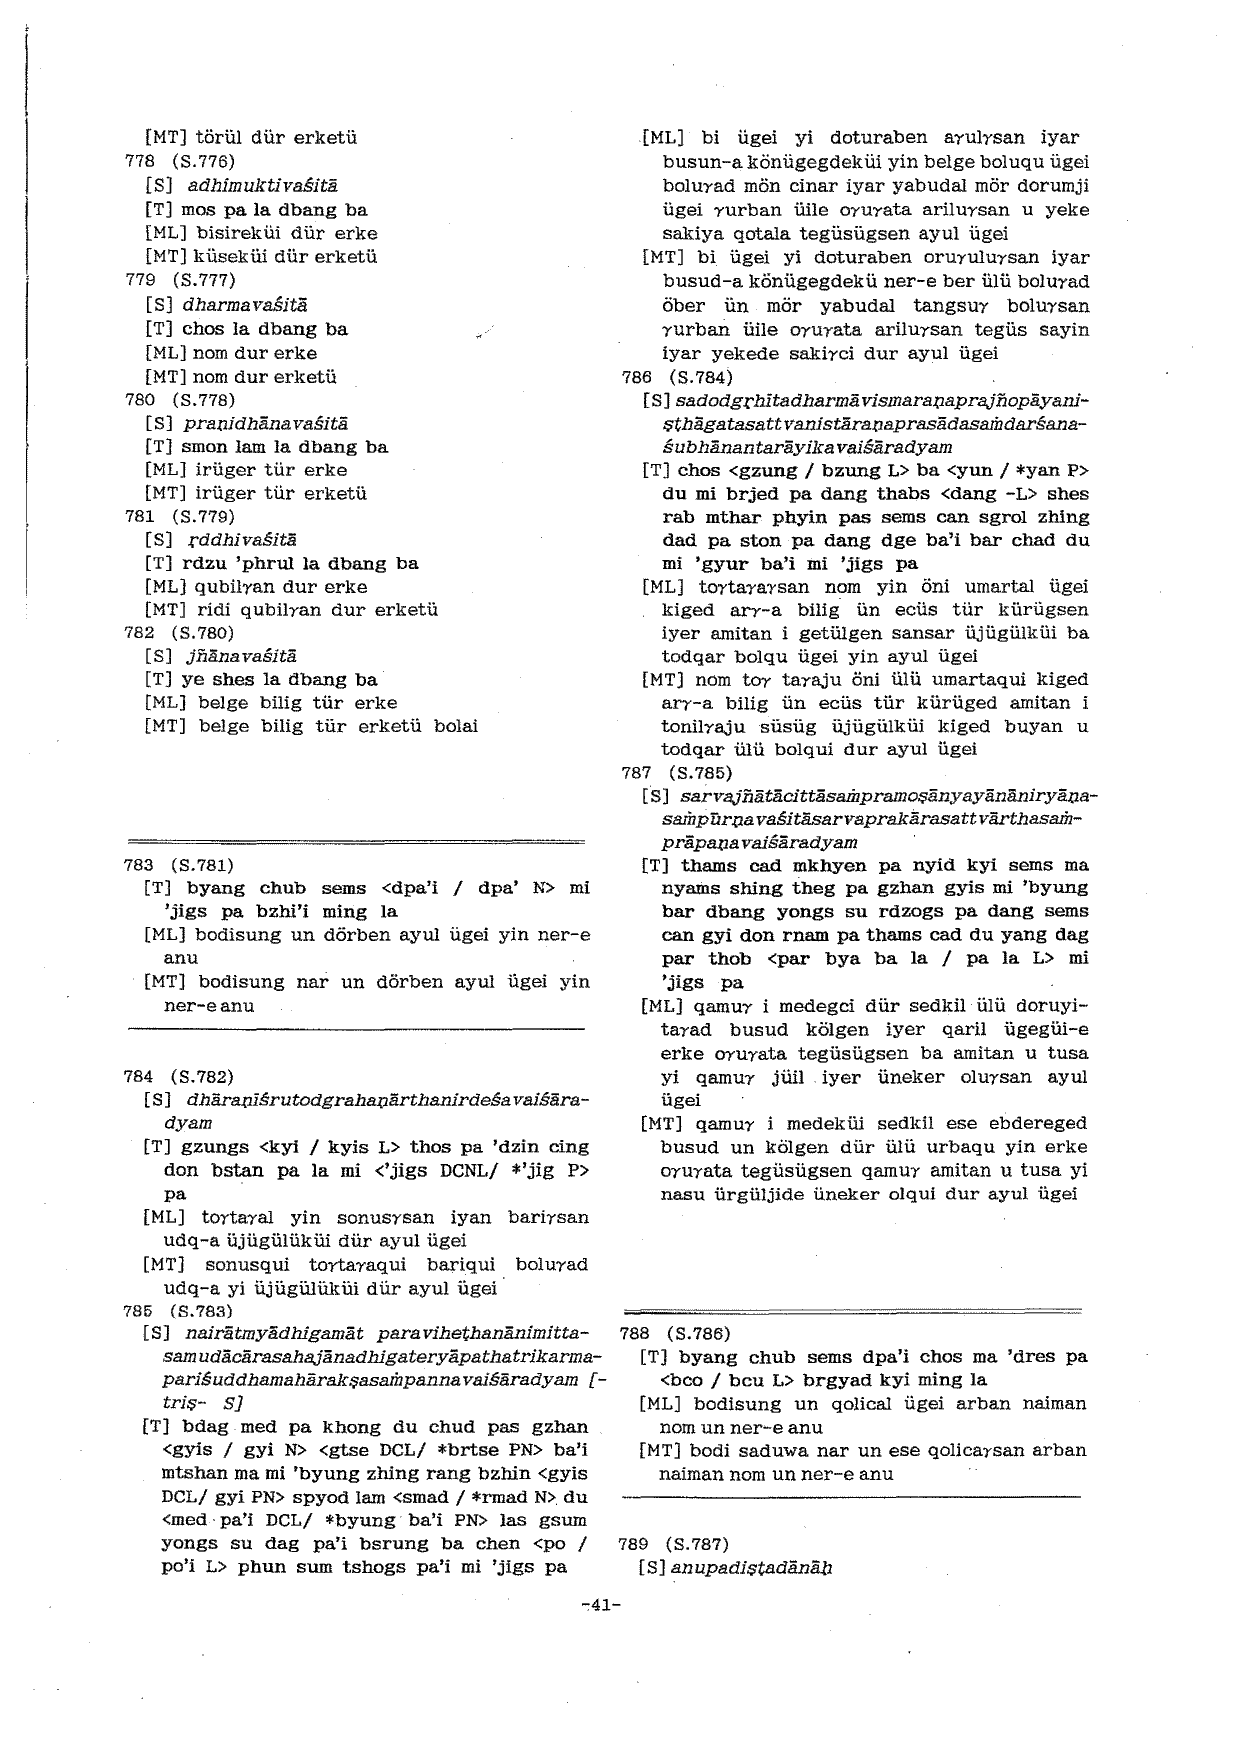 [MT] törül dür erketü
778 (S.776)
[S] adhimuktivaśitā
[T] mos pa la dbang ba
[ML] bisireküi dür erke
[MT] küseküi dür erketü
779 (S.777)
[S] dharmavaśitā
[T] chos la dbang ba
[ML] nom dur erke
[MT] nom dur erketü
780 (S.778)
[S] praṇidhānavaśitā
[T] smon lam la dbang ba
[ML] irüger tür erke
[MT] irüger tür erketü
781 (S.779)
[S] ṛddhivaśitā
[T] rdzu 'phrul la dbang ba
[ML] qubilγan dur erke
[MT] ridi qubilγan dur erketü
782 (S.780)
[S] jñānavaśitā
[T] ye shes la dbang ba
[ML] belge bilig tür erke
[MT] belge bilig tür erketü bolai
783 (S.781)
[T] byang chub sems <dpa'i / dpa' N> mi
'jigs pa bzhi'i ming la
[ML] bodisung un dörben ayul ügei yin ner-e
anu
[MT] bodisung nar un dörben ayul ügei yin
ner-e anu
784 (S.782)
[S] dhāraṇīśrutodgrahaṇārthanirdeśavaiśāra-
dyam
[T] gzungs <kyi / kyis L> thos pa 'dzin cing
don bstan pa la mi <'jigs DCNL/ *'jig P>
pa
[ML] toγtaγal yin sonusγsan iyan bariγsan
udq-a üjügülüküi dür ayul ügei
[MT] sonusqui toγtaγaqui bariqui boluγad
udq-a yi üjügülüküi dür ayul ügei
785 (S.783)
[S] nairātmyādhigamāt paraviheṭhanānimitta-
samudācārasahajānadhigateryāpathatrikarma-
pariśuddhamahārakṣasaṁpannavaiśāradyam [-
triṣ- S]
[T] bdag med pa khong du chud pas gzhan
<gyis / gyi N> <gtse DCL/ *brtse PN> ba'i
mtshan ma mi 'byung zhing rang bzhin <gyis
DCL/ gyi PN> spyod lam <smad / *rmad N> du
<med pa'i DCL/ *byung ba'i PN> las gsum
yongs su dag pa'i bsrung ba chen <po /
po'i L> phun sum tshogs pa'i mi 'jigs pa
[ML] bi ügei yi doturaben aγulγsan iyar
busun-a könügegdeküi yin belge boluqu ügei
boluγad mön cinar iyar yabudal mör dorumji
ügei γurban üile oγuγata ariluγsan u yeke
sakiya qotala tegüsügsen ayul ügei
[MT] bi ügei yi doturaben oruγuluγsan iyar
busud-a könügegdekü ner-e ber ülü boluγad
öber ün mör yabudal tangsuγ boluγsan
γurban üile oγuγata ariluγsan tegüs sayin
iyar yekede sakiγci dur ayul ügei
786 (S.784)
[S] sadodgṛhītadharmāvismaraṇaprajñopāyani-
ṣṭhāgatasattvanistāraṇaprasādasaṁdarśana-
śubhānantarāyikavaiśāradyam
[T] chos <gzung / bzung L> ba <yun / *yan P>
du mi brjed pa dang thabs <dang -L> shes
rab mthar phyin pas sems can sgrol zhing
dad pa ston pa dang dge ba'i bar chad du
mi 'gyur ba'i mi 'jigs pa
[ML] toγtaγaγsan nom yin öni umartal ügei
kiged arγ-a bilig ün ecüs tür kürügsen
iyer amitan i getülgen sansar üjügülküi ba
todqar bolqu ügei yin ayul ügei
[MT] nom toγ taγaju öni ülü umartaqui kiged
arγ-a bilig ün ecüs tür kürüged amitan i
tonilγaju süsüg üjügülküi kiged buyan u
todqar ülü bolqui dur ayul ügei
787 (S.785)
[S] sarvajñātācittāsaṁpramoṣānyayānāniryāṇa-
saṁpūrṇavaśitāsarvaprakārasattvārthasaṁ-
prāpaṇavaiśāradyam
[T] thams cad mkhyen pa nyid kyi sems ma
nyams shing theg pa gzhan gyis mi 'byung
bar dbang yongs su rdzogs pa dang sems
can gyi don rnam pa thams cad du yang dag
par thob <par bya ba la / pa la L> mi
'jigs pa
[ML] qamuγ i medegci dür sedkil ülü doruyi-
taγad busud kölgen iyer qaril ügegüi-e
erke oγuγata tegüsügsen ba amitan u tusa
yi qamuγ jüil iyer üneker oluγsan ayul
ügei
[MT] qamuγ i medeküi sedkil ese ebdereged
busud un kölgen dür ülü urbaqu yin erke
oγuγata tegüsügsen qamuγ amitan u tusa yi
nasu ürgüljide üneker olqui dur ayul ügei
788 (S.786)
[T] byang chub sems dpa'i chos ma 'dres pa
<bco / bcu L> brgyad kyi ming la
[ML] bodisung un qolical ügei arban naiman
nom un ner-e anu
[MT] bodi saduwa nar un ese qolicaγsan arban
naiman nom un ner-e anu
789 (S.787)
[S] anupadiṣṭadānāḥ
-41-